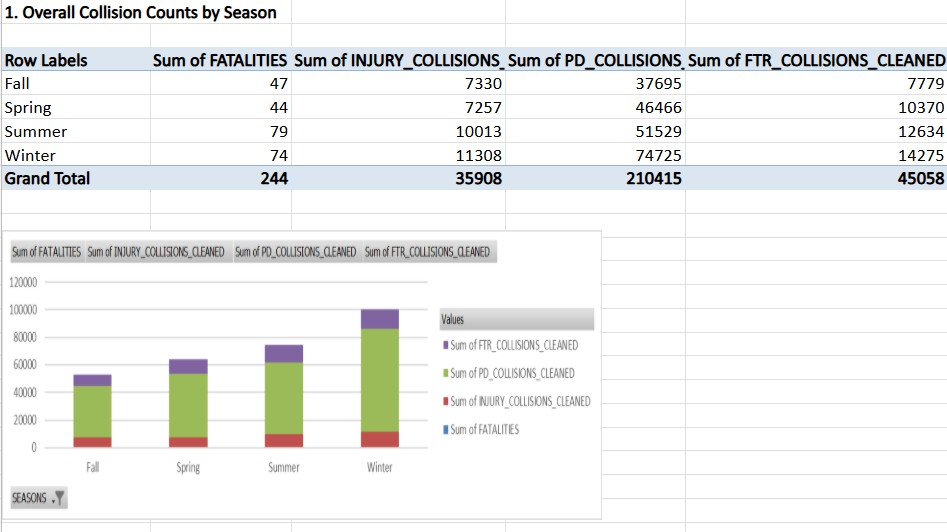 1. Overall Collision Counts by Season
Row Labels Sum of FATALITIES Sum of INJURY_COLLISIONS_ Sum of PD_COLLISIONS_ Sum of FTR_COLLISIONS_CLEANED
Fall 47 7330 37695 7779
Spring 44 7257 46466 10370
Summer 79 10013 51529 12634
Winter 74 11308 74725 14275
Grand Total 244 35908 210415 45058
Sum of FATALITIES Sum of INJURY_COLLISIONS_CLEANED Sum of PD_COLLISIONS_CLEANED Sum of FTR_COLLISIONS_CLEANED
120000
100000
80000
60000
40000
20000
0
Fall Spring Summer Winter
Values
Sum of FTR_COLLISIONS_CLEANED
Sum of PD_COLLISIONS_CLEANED
Sum of INJURY_COLLISIONS_CLEANED
Sum of FATALITIES
SEASONS